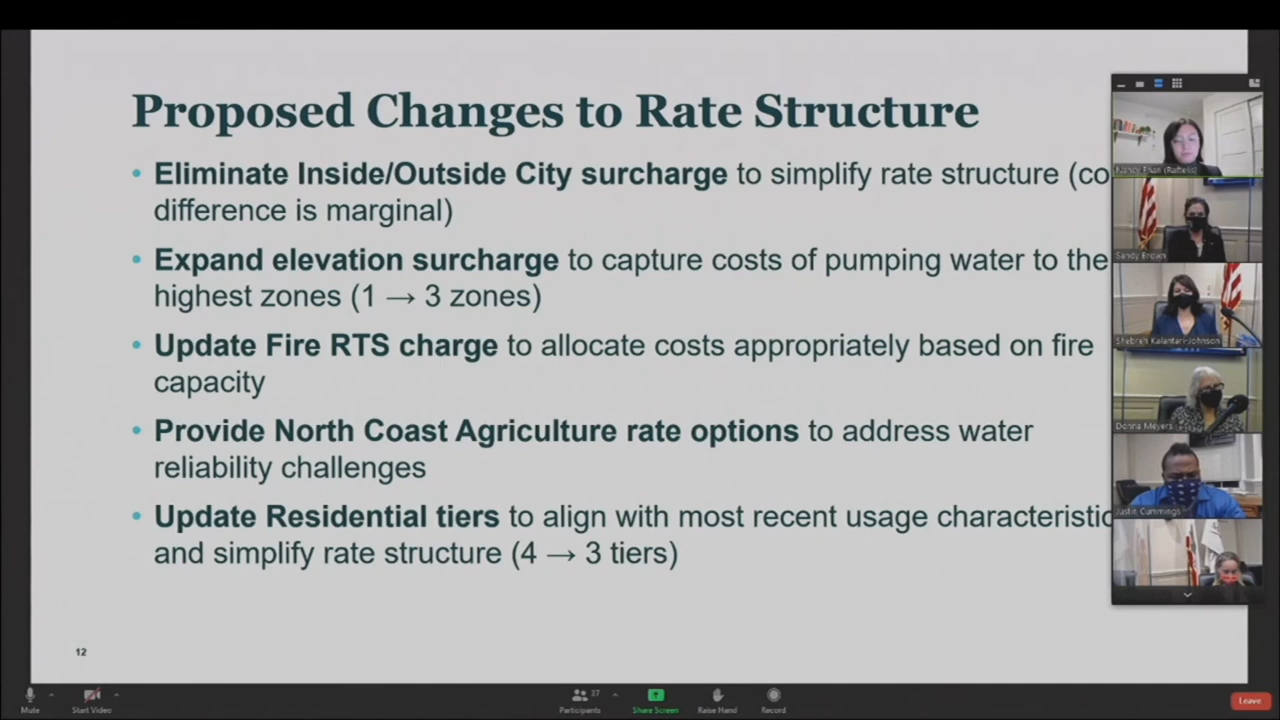 Proposed Changes to Rate Structure
• Eliminate Inside/Outside City surcharge to simplify rate structure (co
difference is marginal)
• Expand elevation surcharge to capture costs of pumping water to the
highest zones (1 → 3 zones)
• Update Fire RTS charge to allocate costs appropriately based on fire
capacity
• Provide North Coast Agriculture rate options to address water
reliability challenges
• Update Residential tiers to align with most recent usage characteristic
and simplify rate structure (4 → 3 tiers)
12
Nancy Phan (Raftelis)
Sandy Brown
Shebreh Kalantari-Johnson
Donna Meyers
Justin Cummings
Mute
Start Video
37
Participants
Share Screen
Raise Hand
Record
Leave